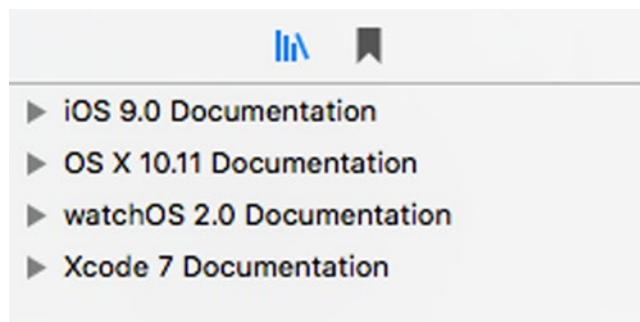 iOS 9.0 Documentation
OS X 10.11 Documentation
watchOS 2.0 Documentation
Xcode 7 Documentation